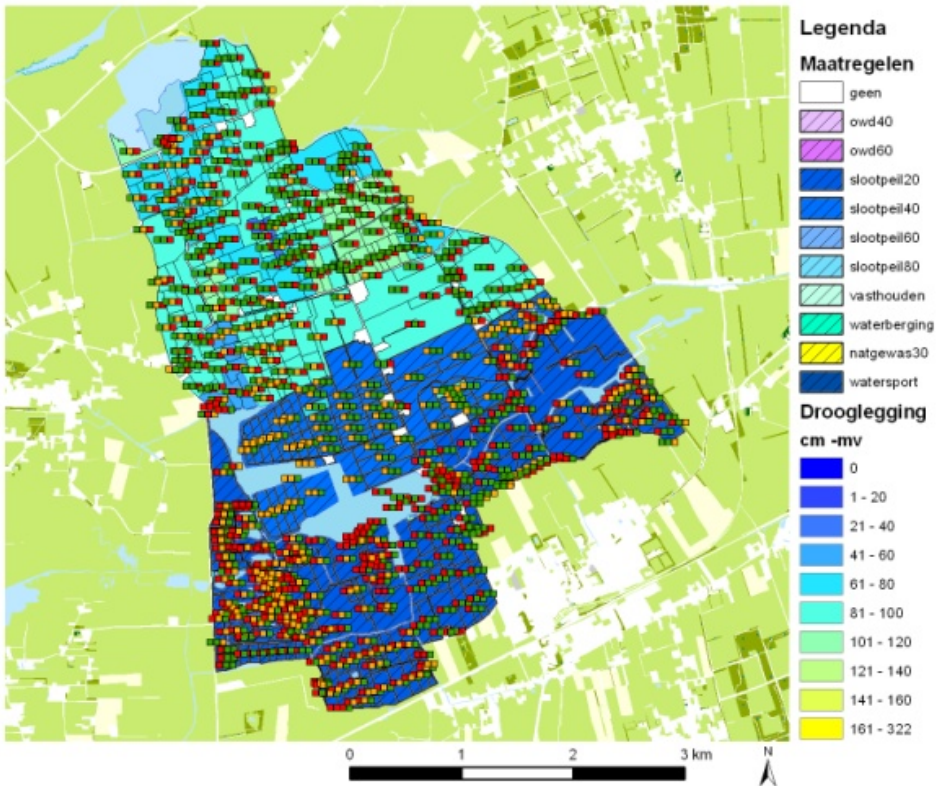 Legenda
Maatregelen
geen
owd40
owd60
slootpeil20
slootpeil40
slootpeil60
slootpeil80
vasthouden
waterberging
natgewas30
watersport
Drooglegging
cm -mv
0
1 - 20
21 - 40
41 - 60
61 - 80
81 - 100
101 - 120
121 - 140
141 - 160
161 - 322
0 1 2 3 km
N